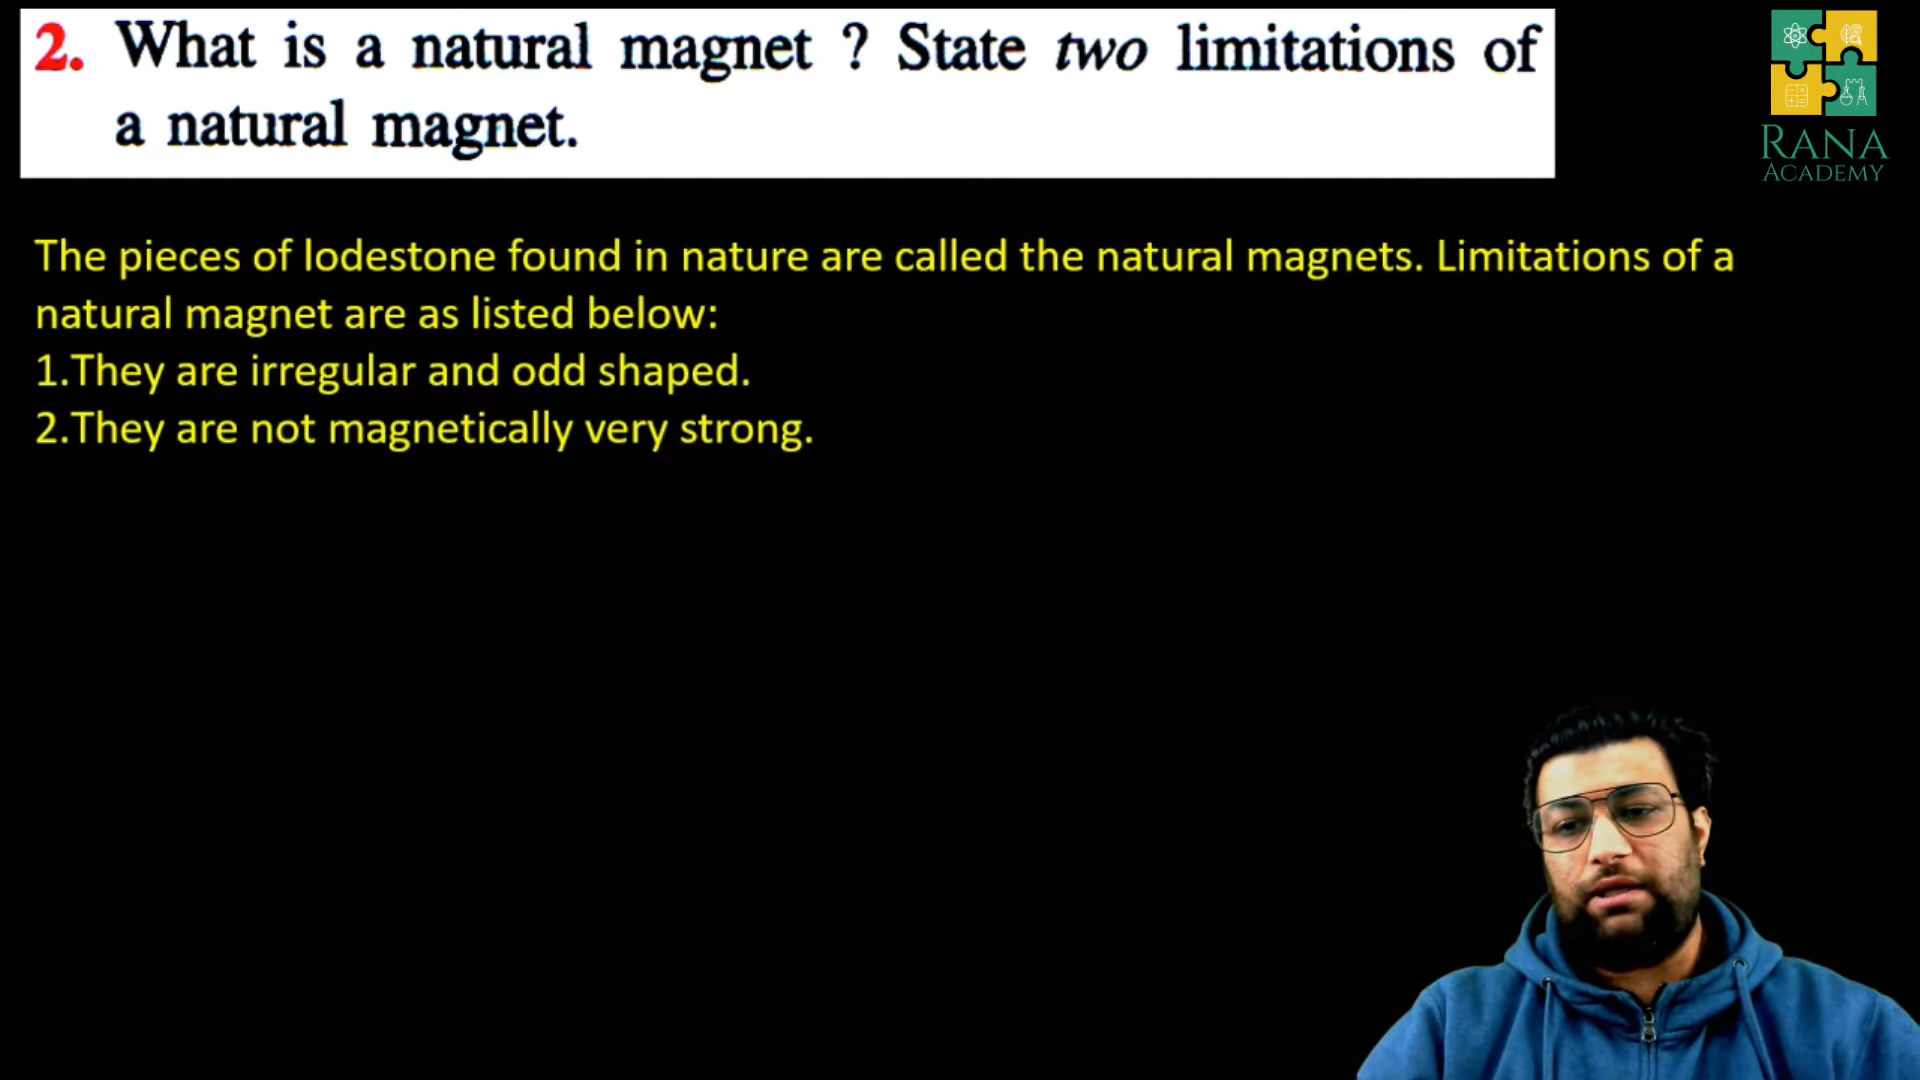 2. What is a natural magnet ? State two limitations of
a natural magnet.
RANA
ACADEMY
The pieces of lodestone found in nature are called the natural magnets. Limitations of a
natural magnet are as listed below:
1.They are irregular and odd shaped.
2.They are not magnetically very strong.